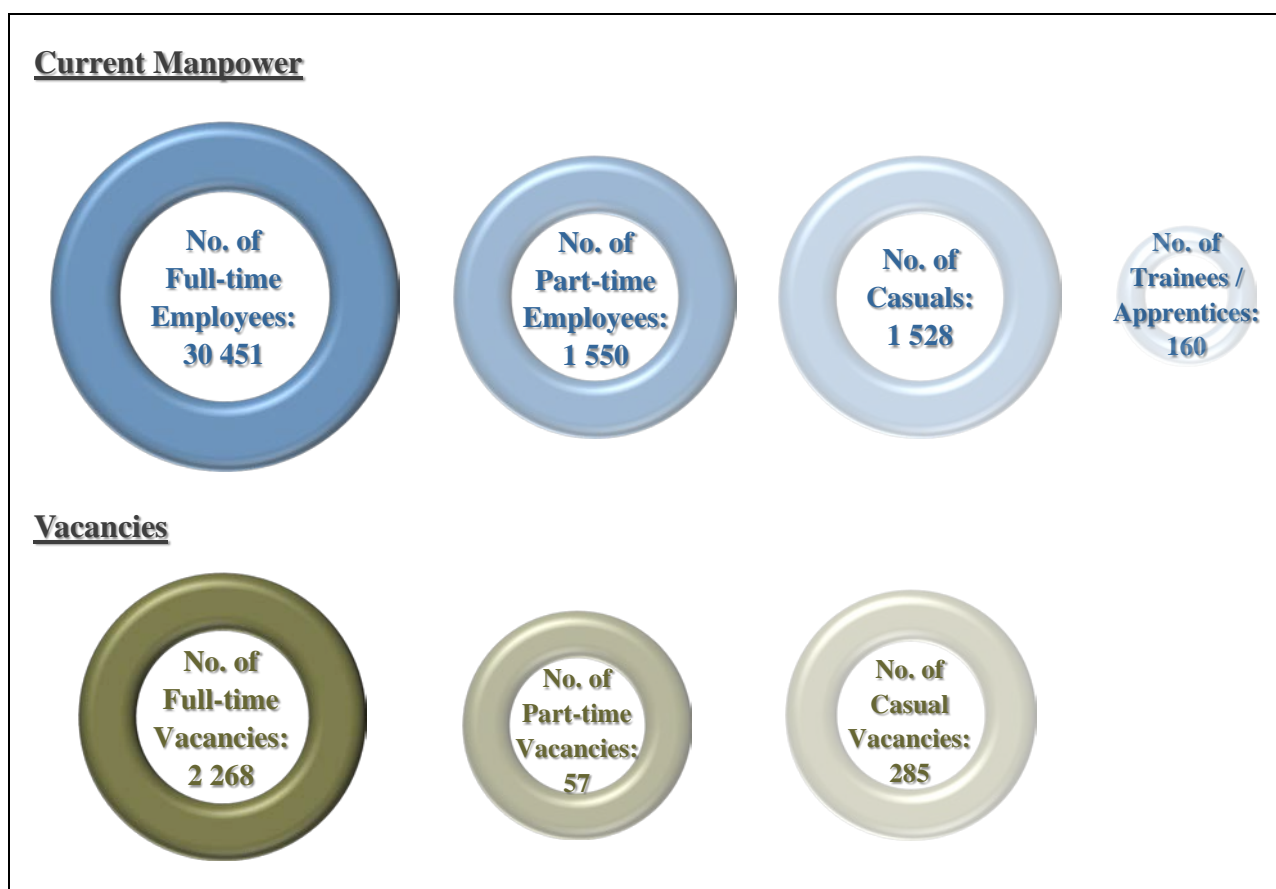 Current Manpower
No. of
Full-time
Employees:
30 451
No. of
Part-time
Employees:
1 550
No. of
Casuals:
1 528
No. of
Trainees /
Apprentices:
160
Vacancies
No. of
Full-time
Vacancies:
2 268
No. of
Part-time
Vacancies:
57
No. of
Casual
Vacancies:
285